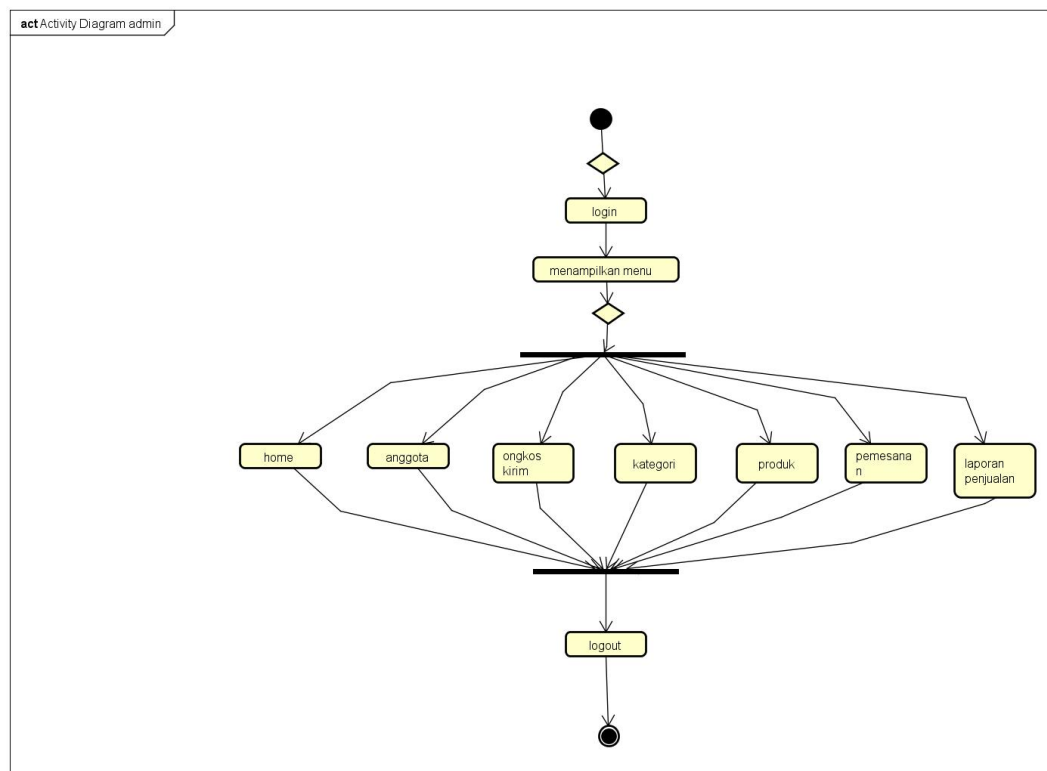 act Activity Diagram admin
login
menampilkan menu
home
anggota
ongkos
kirim
kategori
produk
pemesana
n
laporan
penjualan
logout